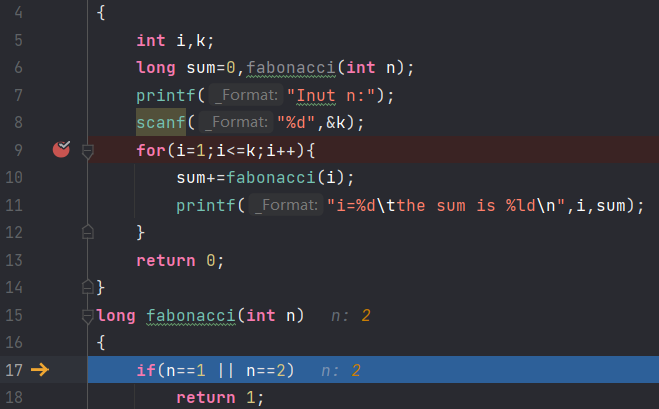 4 {
5 int i,k;
6 long sum=0,fabonacci(int n);
7 printf( _Format: "Inut n:");
8 scanf( _Format: "%d",&k);
9 for(i=1;i<=k;i++){
10 sum+=fabonacci(i);
11 printf( _Format: "i=%d\tthe sum is %ld\n",i,sum);
12 }
13 return 0;
14 }
15 long fabonacci(int n) n: 2
16 {
17 if(n==1 || n==2) n: 2
18 return 1;